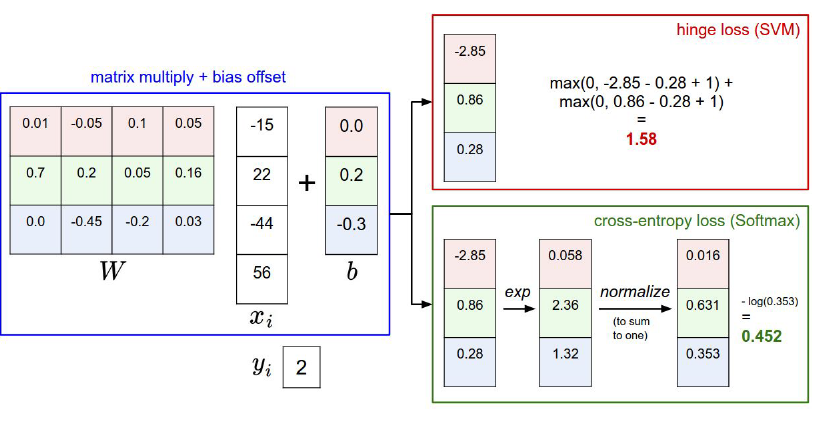 matrix multiply + bias offset
0.01 -0.05 0.1 0.05
0.7 0.2 0.05 0.16
0.0 -0.45 -0.2 0.03
W
-15
22
-44
56
x_i
+
0.0
0.2
-0.3
b
y_i 2
hinge loss (SVM)
-2.85
0.86
0.28
max(0, -2.85 - 0.28 + 1) +
max(0, 0.86 - 0.28 + 1)
=
1.58
cross-entropy loss (Softmax)
-2.85
0.86
0.28
exp
0.058
2.36
1.32
normalize
(to sum
to one)
0.016
0.631
0.353
- log(0.353)
=
0.452